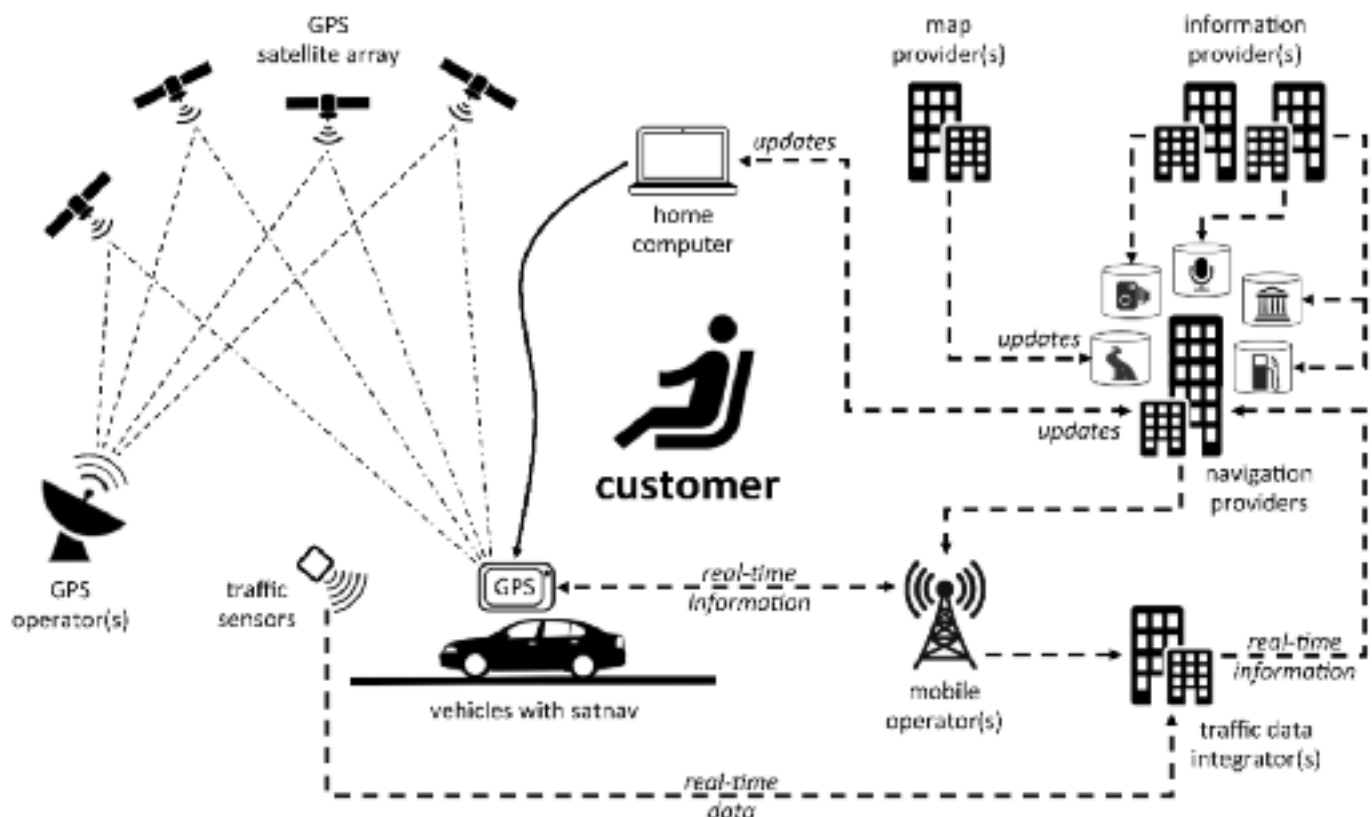 GPS
satellite array
map
provider(s)
information
provider(s)
updates
home
computer
updates
updates
customer
navigation
providers
GPS
operator(s)
traffic
sensors
GPS
real-time
information
vehicles with satnav
mobile
operator(s)
real-time
information
traffic data
integrator(s)
real-time
data